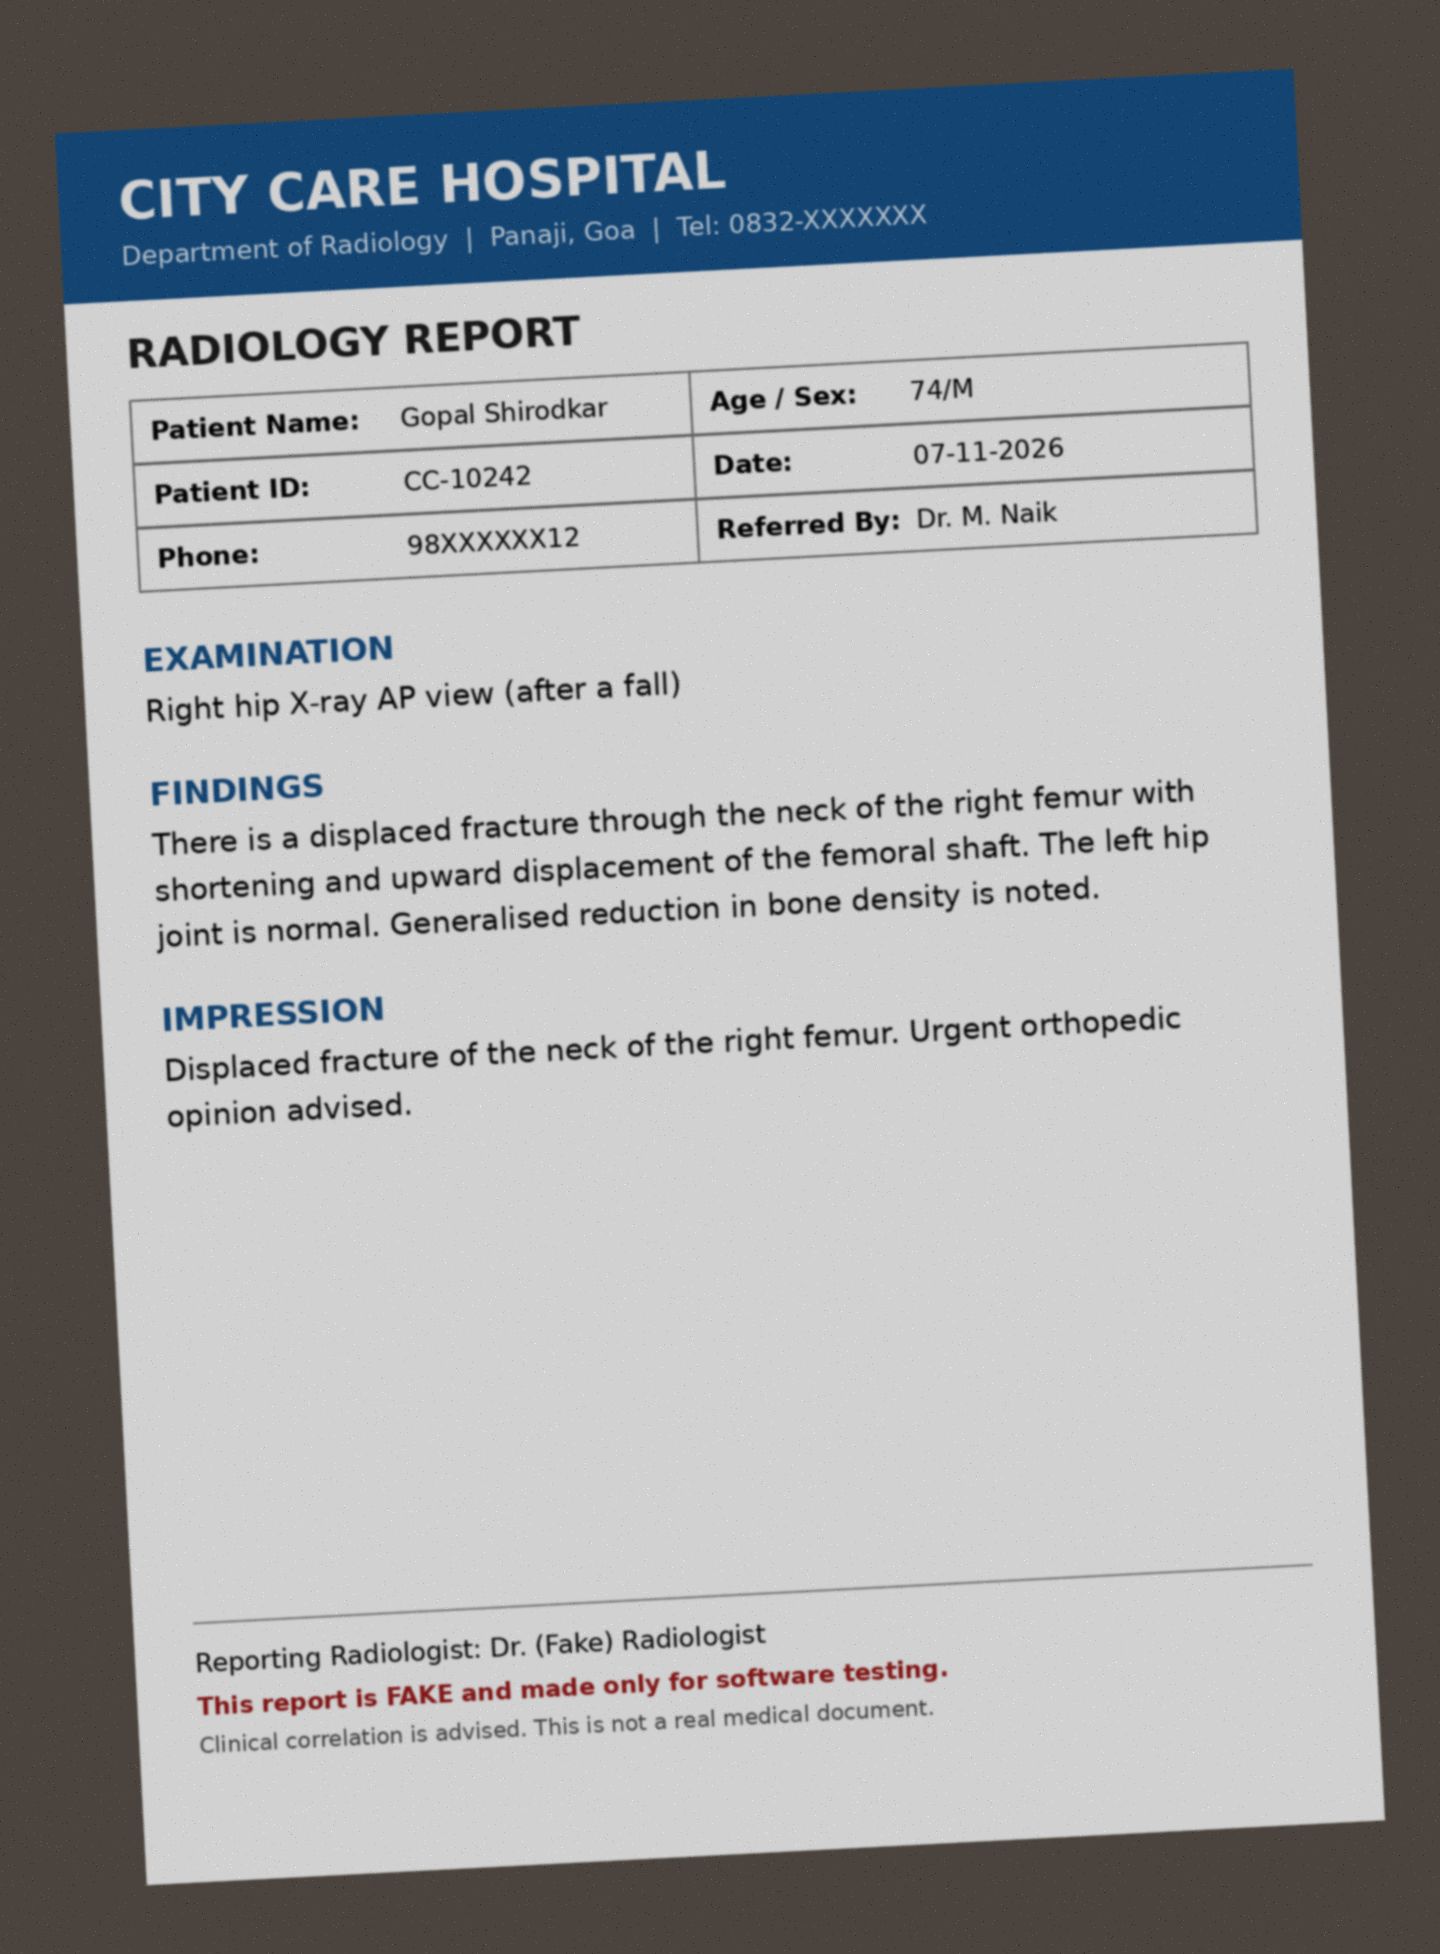 CITY CARE HOSPITAL
Department of Radiology | Panaji, Goa | Tel: 0832-XXXXXXX
RADIOLOGY REPORT
Patient Name: Gopal Shirodkar Age / Sex: 74/M
Patient ID: CC-10242 Date: 07-11-2026
Phone: 98XXXXXX12 Referred By: Dr. M. Naik
EXAMINATION
Right hip X-ray AP view (after a fall)
FINDINGS
There is a displaced fracture through the neck of the right femur with
shortening and upward displacement of the femoral shaft. The left hip
joint is normal. Generalised reduction in bone density is noted.
IMPRESSION
Displaced fracture of the neck of the right femur. Urgent orthopedic
opinion advised.
Reporting Radiologist: Dr. (Fake) Radiologist
This report is FAKE and made only for software testing.
Clinical correlation is advised. This is not a real medical document.